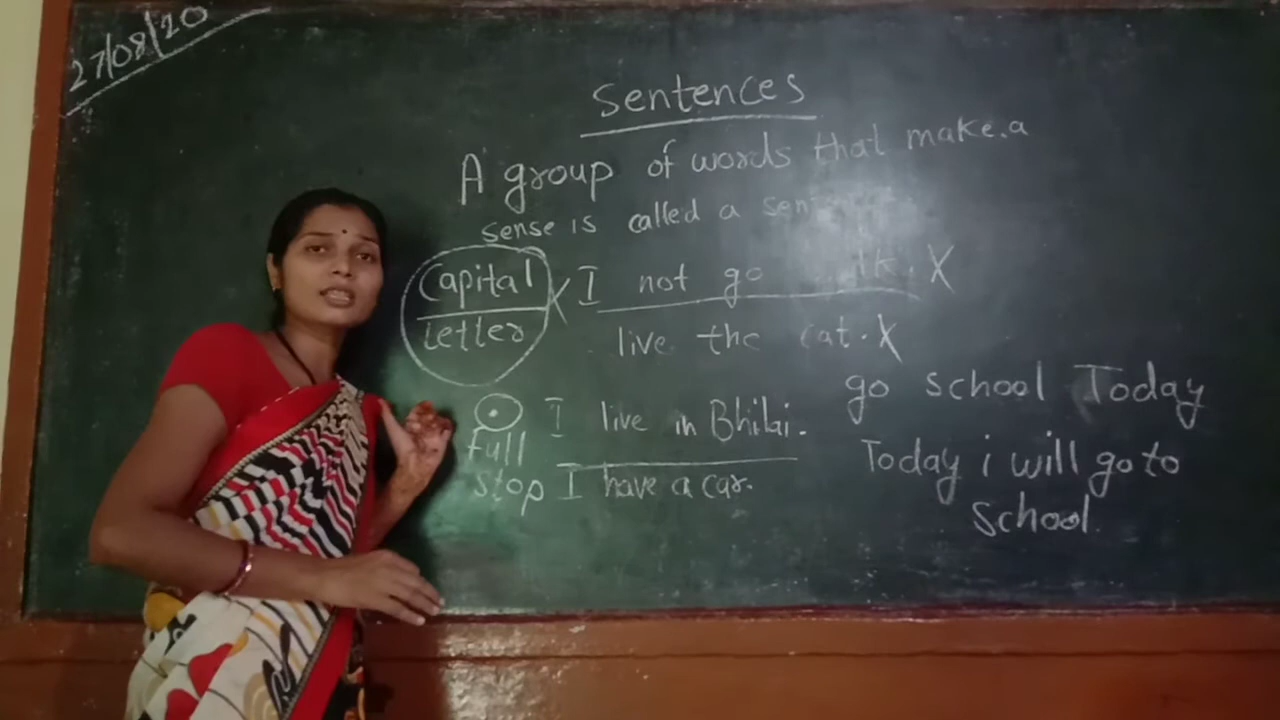 27/08/20
Sentences
A group of words that make a
sense is called a
Capital
letter
X I not go X
live the cat. X
go school Today
I live in Bhilai.
Full
stop
I have a car.
Today i will go to
School.